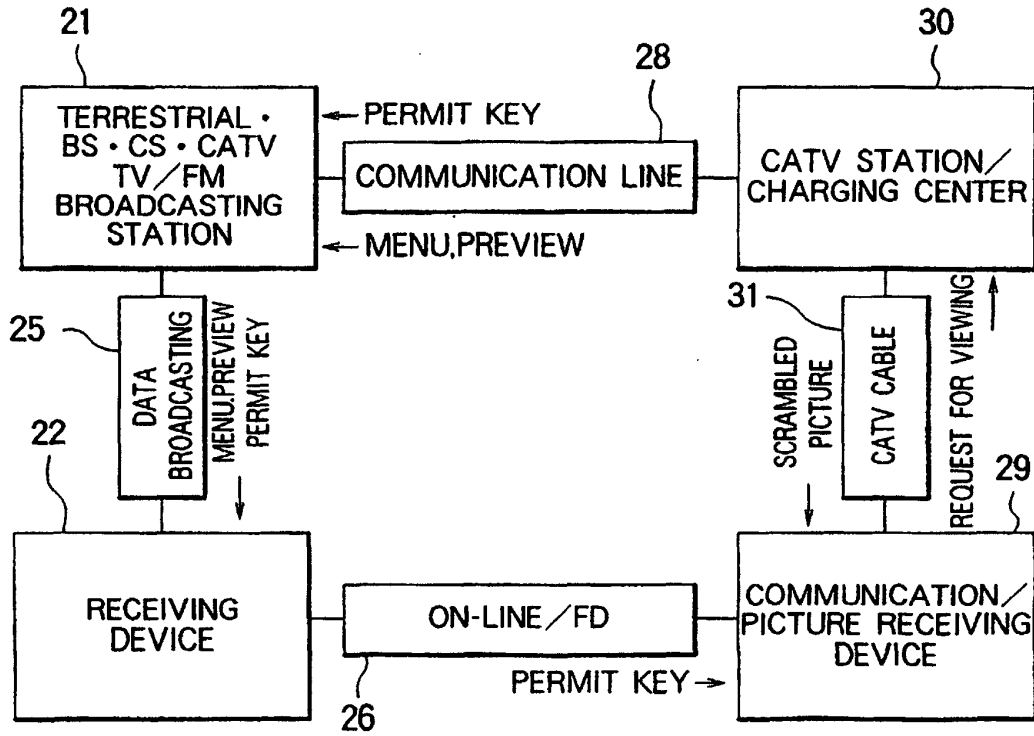 21
TERRESTRIAL・
BS・CS・CATV
TV/FM
BROADCASTING
STATION
← PERMIT KEY
28
COMMUNICATION LINE
← MENU,PREVIEW
30
CATV STATION/
CHARGING CENTER
25
DATA
BROADCASTING
MENU,PREVIEW
PERMIT KEY
31
SCRAMBLED
PICTURE
CATV CABLE
REQUEST FOR VIEWING
22
RECEIVING
DEVICE
ON-LINE/FD
26
PERMIT KEY →
29
COMMUNICATION/
PICTURE RECEIVING
DEVICE